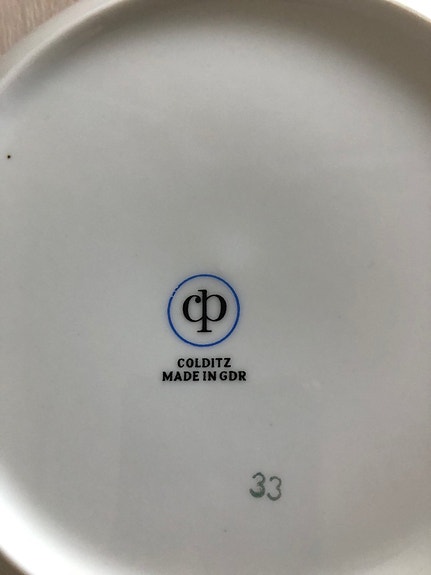 cp
COLDITZ
MADE IN GDR
33